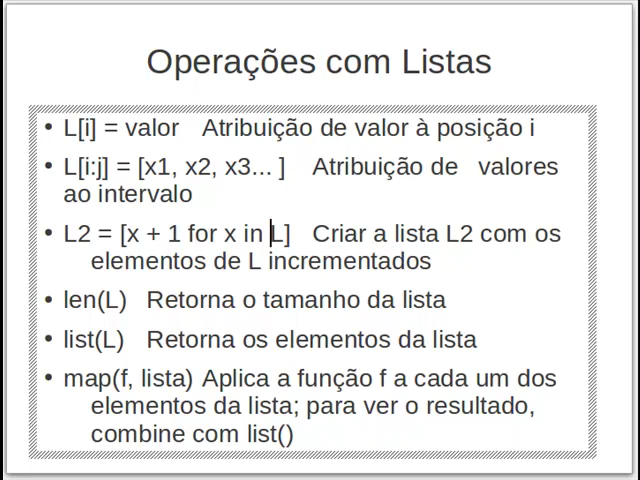 Operações com Listas
• L[i] = valor Atribuição de valor à posição i
• L[i:j] = [x1, x2, x3... ] Atribuição de valores
ao intervalo
• L2 = [x + 1 for x in L] Criar a lista L2 com os
elementos de L incrementados
• len(L) Retorna o tamanho da lista
• list(L) Retorna os elementos da lista
• map(f, lista) Aplica a função f a cada um dos
elementos da lista; para ver o resultado,
combine com list()